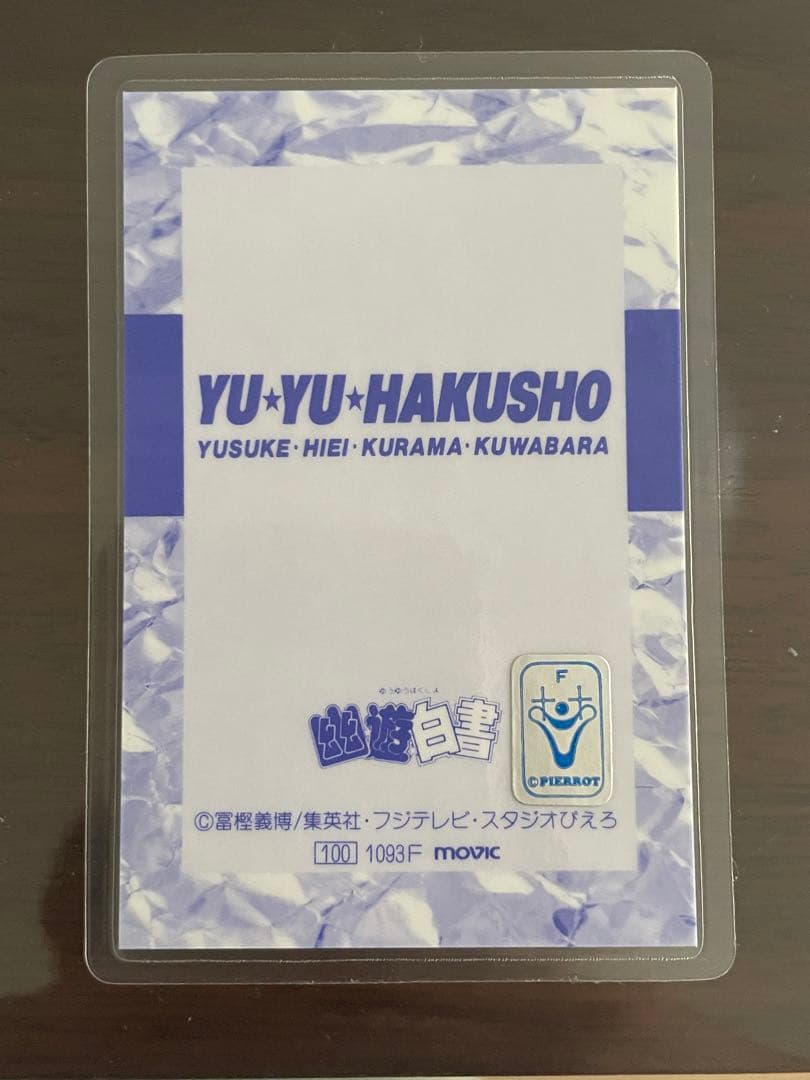 YU★YU★HAKUSHO
YUSUKE・HIEI・KURAMA・KUWABARA
ゆうゆうはくしょ
幽遊白書
F
©PIERROT
©冨樫義博/集英社・フジテレビ・スタジオぴえろ
100 1093F movic